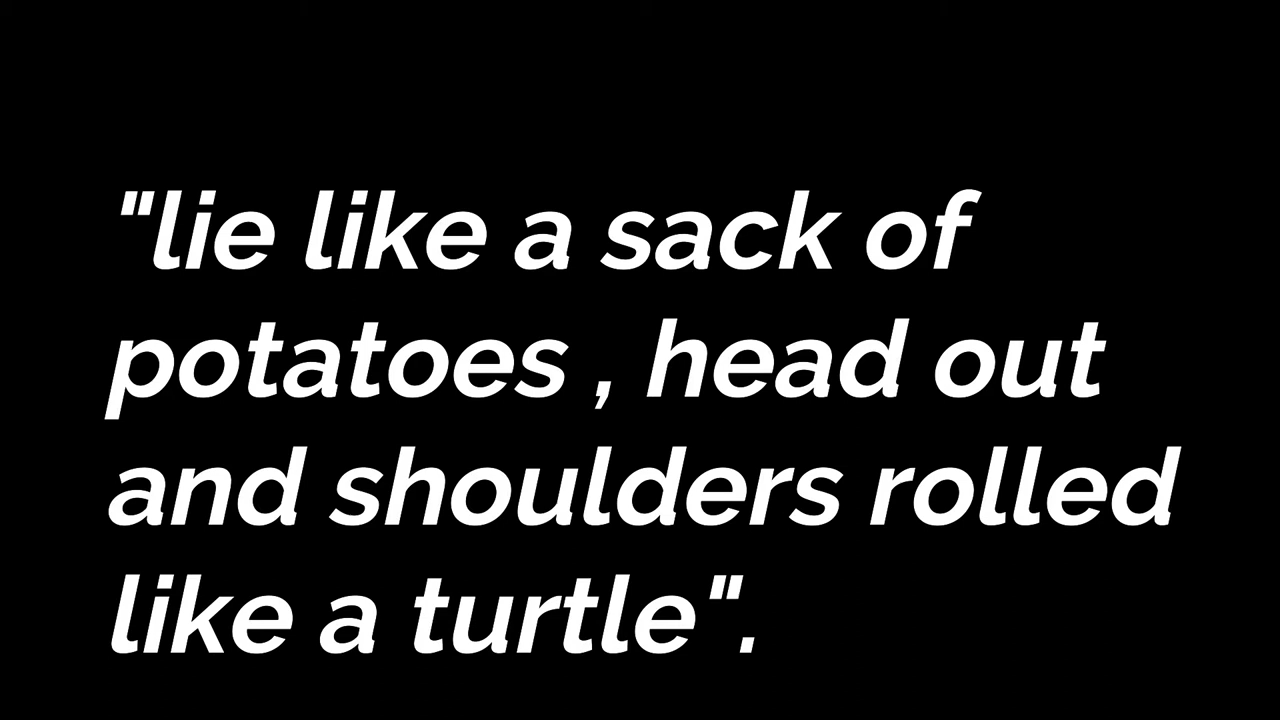 "lie like a sack of
potatoes , head out
and shoulders rolled
like a turtle".